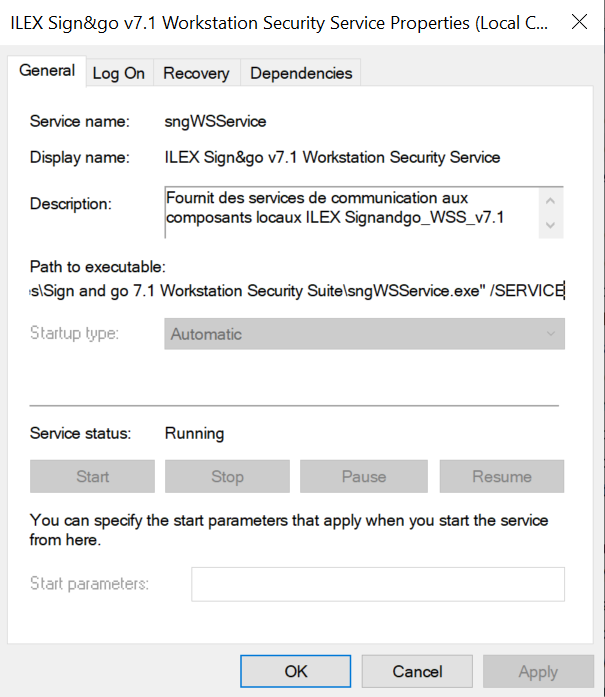 ILEX Sign&go v7.1 Workstation Security Service Properties (Local C...
General Log On Recovery Dependencies
Service name: sngWSService
Display name: ILEX Sign&go v7.1 Workstation Security Service
Description: Fournit des services de communication aux
composants locaux ILEX Signandgo_WSS_v7.1
Path to executable:
s\Sign and go 7.1 Workstation Security Suite\sngWSService.exe" /SERVICE
Startup type: Automatic
Service status: Running
Start Stop Pause Resume
You can specify the start parameters that apply when you start the service
from here.
Start parameters:
OK Cancel Apply